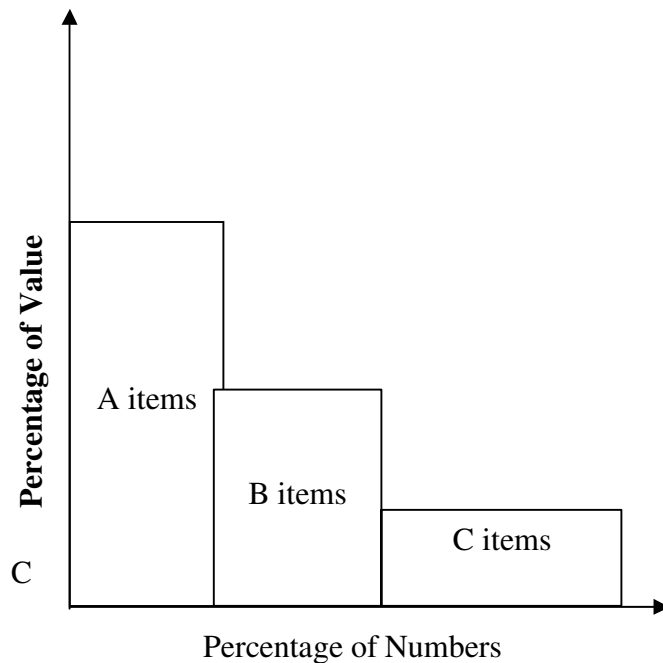 Percentage of Value
A items
B items
C items
C
Percentage of Numbers